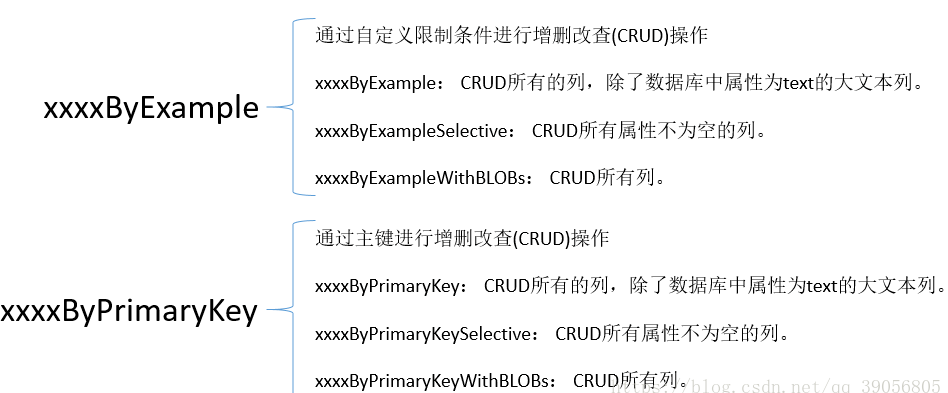 通过自定义限制条件进行增删改查(CRUD)操作
xxxxByExample： CRUD所有的列，除了数据库中属性为text的大文本列。
xxxxByExample
xxxxByExampleSelective： CRUD所有属性不为空的列。
xxxxByExampleWithBLOBs： CRUD所有列。
通过主键进行增删改查(CRUD)操作
xxxxByPrimaryKey： CRUD所有的列，除了数据库中属性为text的大文本列。
xxxxByPrimaryKey
xxxxByPrimaryKeySelective： CRUD所有属性不为空的列。
xxxxByPrimaryKeyWithBLOBs： CRUD所有列。
https://blog.csdn.net/qq_39056805